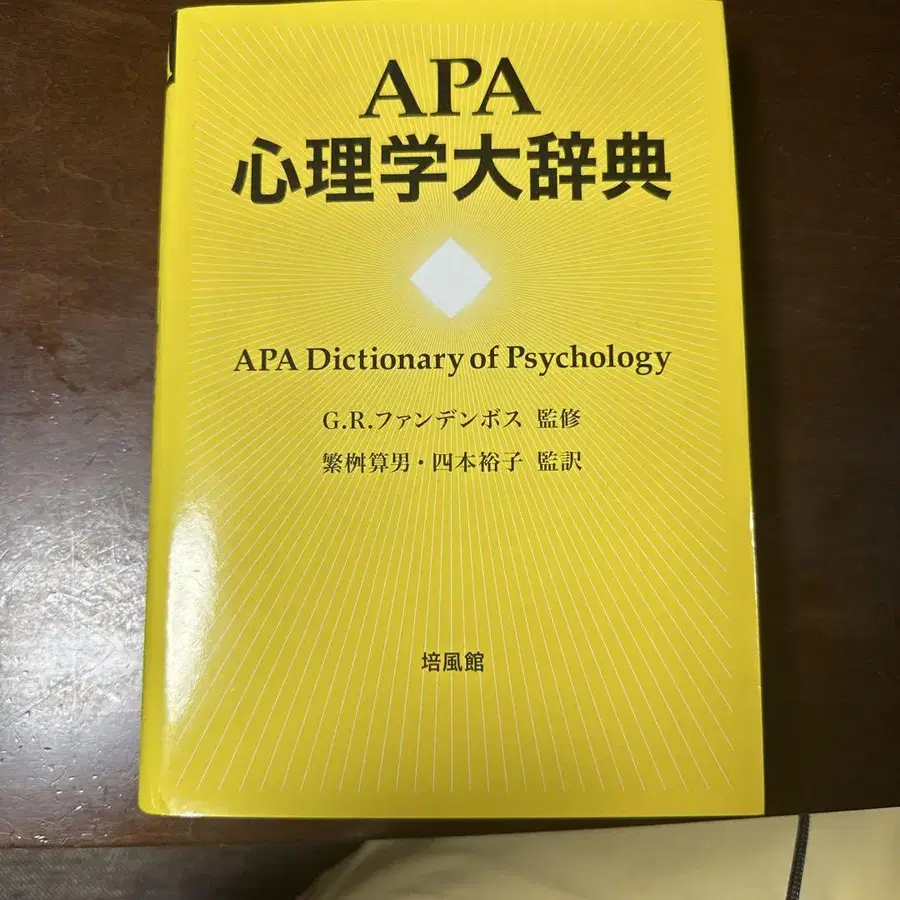 APA
心理学大辞典
APA Dictionary of Psychology
G.R.ファンデンボス 監修
繁桝算男・四本裕子 監訳
培風館